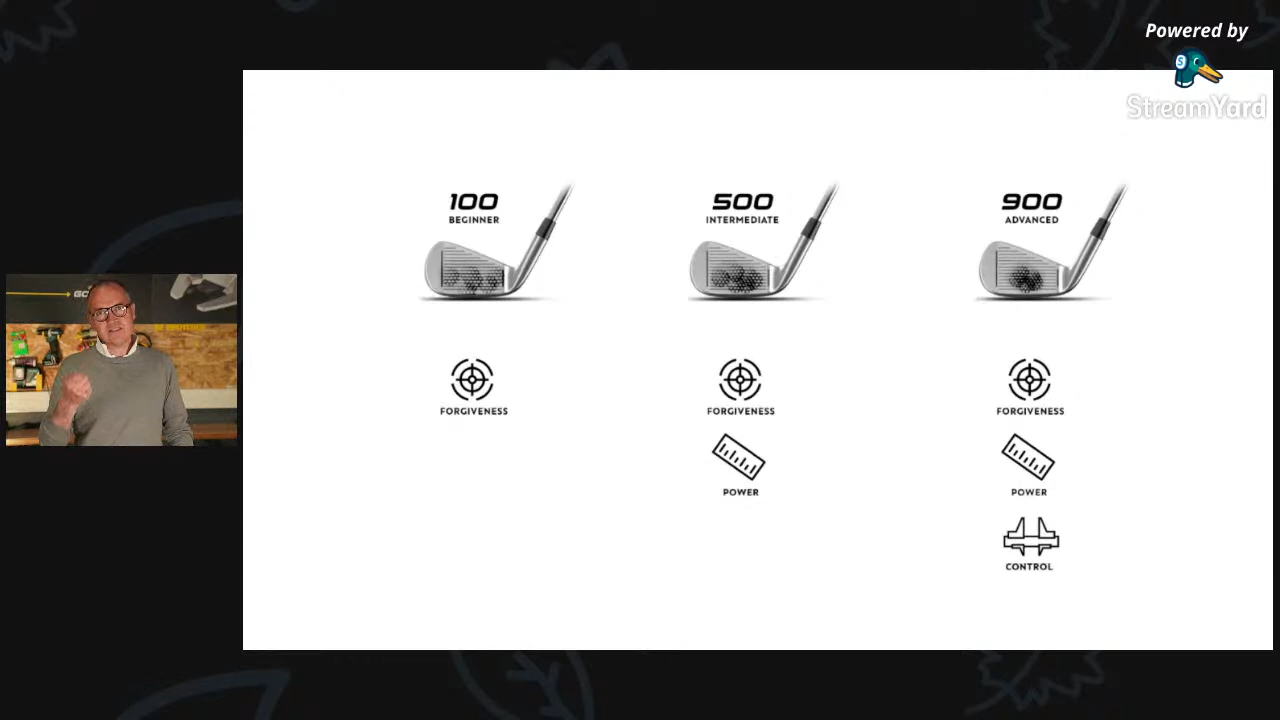 Powered by
StreamYard
100
BEGINNER
500
INTERMEDIATE
900
ADVANCED
FORGIVENESS
FORGIVENESS
FORGIVENESS
POWER
POWER
CONTROL